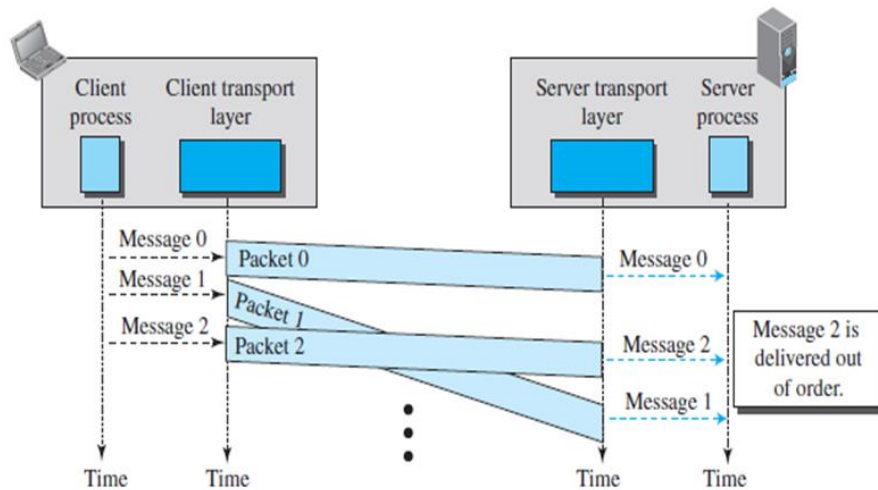 Client process
Client transport layer
Server transport layer
Server process
Message 0
Packet 0
Message 0
Message 1
Packet 1
Message 2
Packet 2
Message 2
Message 1
Message 2 is
delivered out
of order.
Time
Time
Time
Time